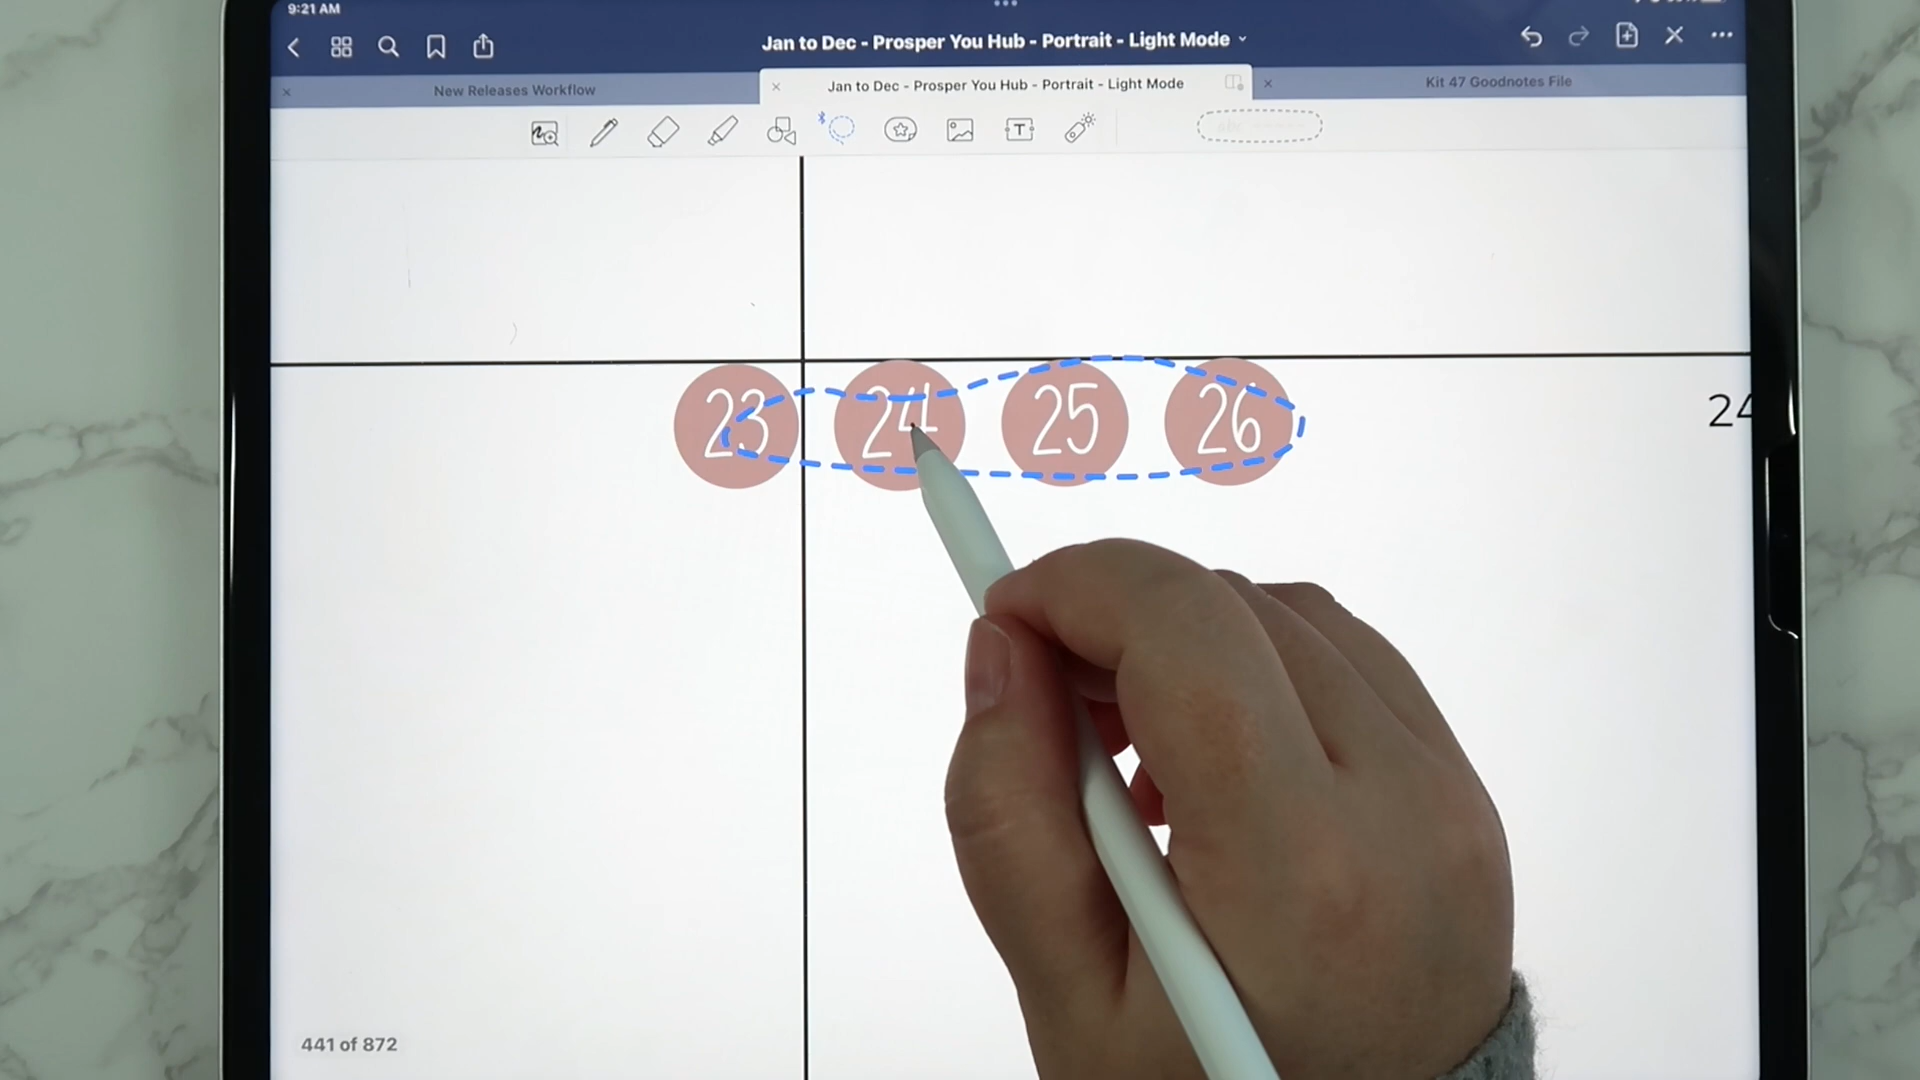 9:21 AM
Jan to Dec - Prosper You Hub - Portrait - Light Mode
New Releases Workflow
Jan to Dec - Prosper You Hub - Portrait - Light Mode
Kit 47 Goodnotes File
T
23 24 25 26
24
441 of 872